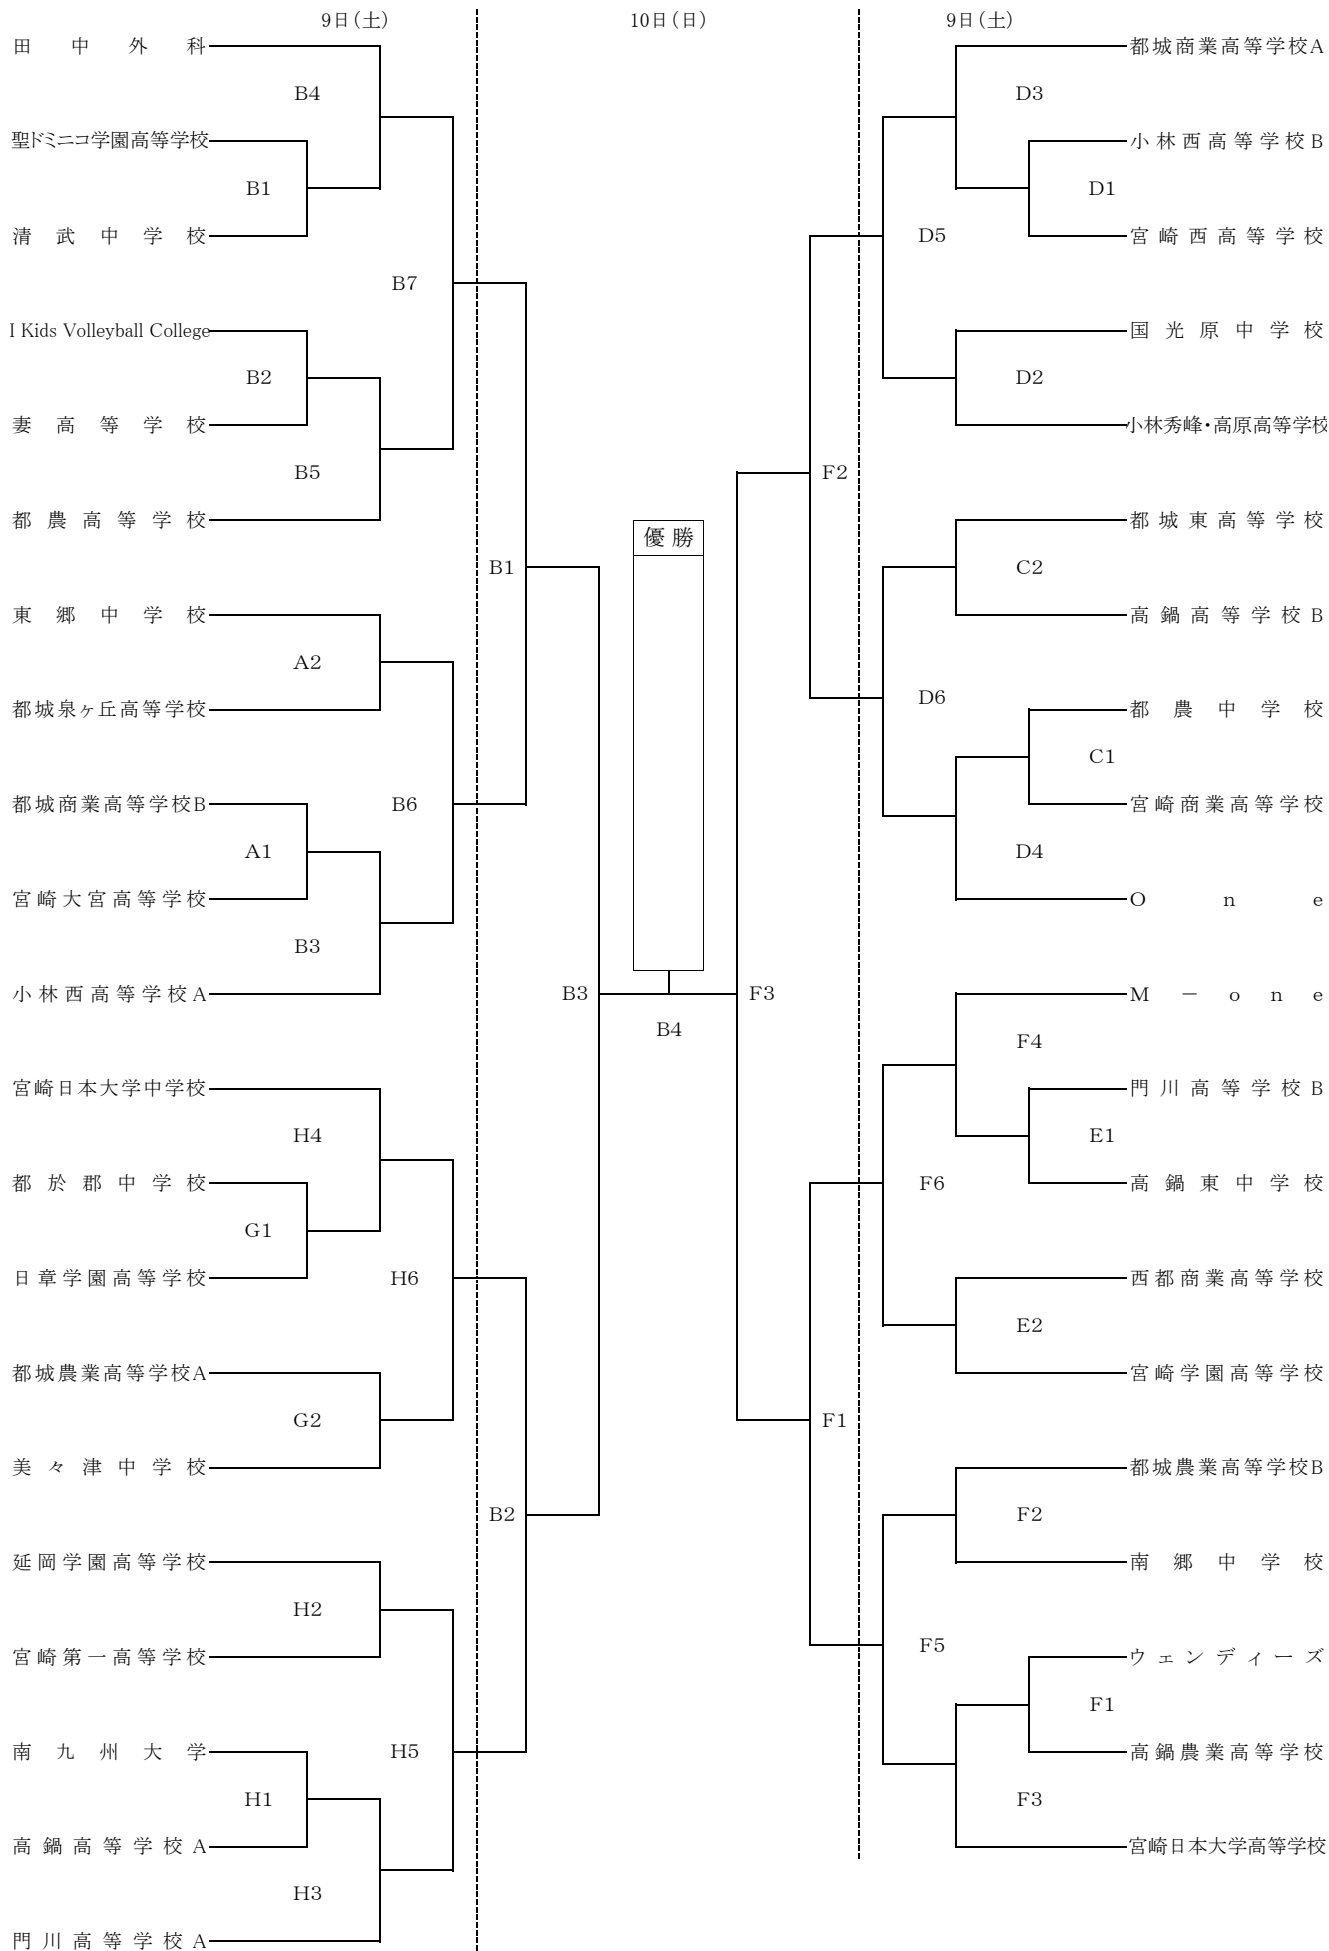 9日(土)
10日(日)
9日(土)
田中外科
B4
聖ドミニコ学園高等学校
B1
清武中学校
B7
I Kids Volleyball College
B2
妻高等学校
B5
都農高等学校
B1
東郷中学校
A2
都城泉ヶ丘高等学校
B6
都城商業高等学校B
A1
宮崎大宮高等学校
B3
小林西高等学校A
宮崎日本大学中学校
H4
都於郡中学校
G1
日章学園高等学校
H6
都城農業高等学校A
G2
美々津中学校
B2
延岡学園高等学校
H2
宮崎第一高等学校
H5
南九州大学
H1
高鍋高等学校A
H3
門川高等学校A
優勝
B3
F3
B4
都城商業高等学校A
D3
小林西高等学校B
D1
宮崎西高等学校
D5
国光原中学校
D2
小林秀峰・高原高等学校
F2
都城東高等学校
C2
高鍋高等学校B
D6
都農中学校
C1
宮崎商業高等学校
D4
One
M-one
F4
門川高等学校B
E1
高鍋東中学校
F6
西都商業高等学校
E2
宮崎学園高等学校
F1
都城農業高等学校B
F2
南郷中学校
F5
ウェンディーズ
F1
高鍋農業高等学校
F3
宮崎日本大学高等学校